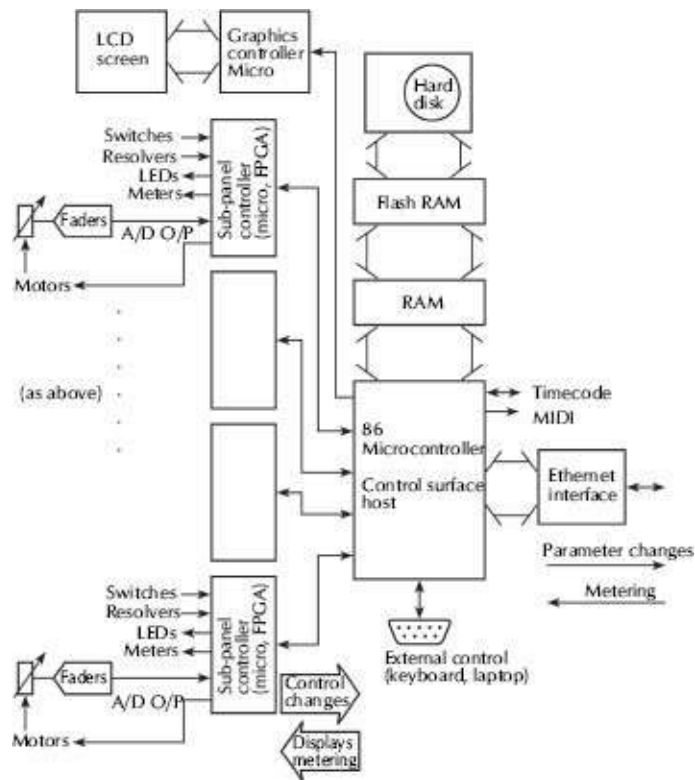 LCD
screen
Graphics
controller
Micro
Hard
disk
Switches
Resolvers
LEDs
Meters
Faders
A/D O/P
Motors
Sub-panel
controller
(micro, FPGA)
Flash RAM
RAM
(as above)
86
Microcontroller
Control surface
host
Timecode
MIDI
Ethernet
interface
Parameter changes
Metering
External control
(keyboard, laptop)
Switches
Resolvers
LEDs
Meters
Faders
A/D O/P
Motors
Sub-panel
controller
(micro, FPGA)
Control
changes
Displays
metering